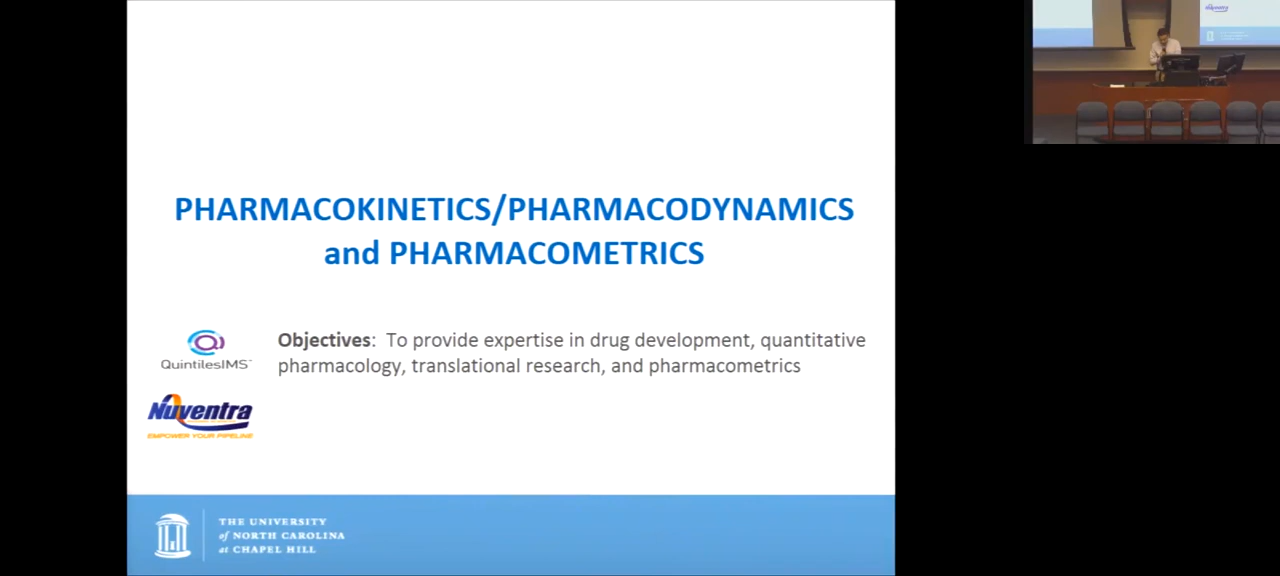 PHARMACOKINETICS/PHARMACODYNAMICS
and PHARMACOMETRICS
Objectives: To provide expertise in drug development, quantitative
pharmacology, translational research, and pharmacometrics
QuintilesIMS™
Nuventra
EMPOWER YOUR PIPELINE
THE UNIVERSITY
of NORTH CAROLINA
at CHAPEL HILL